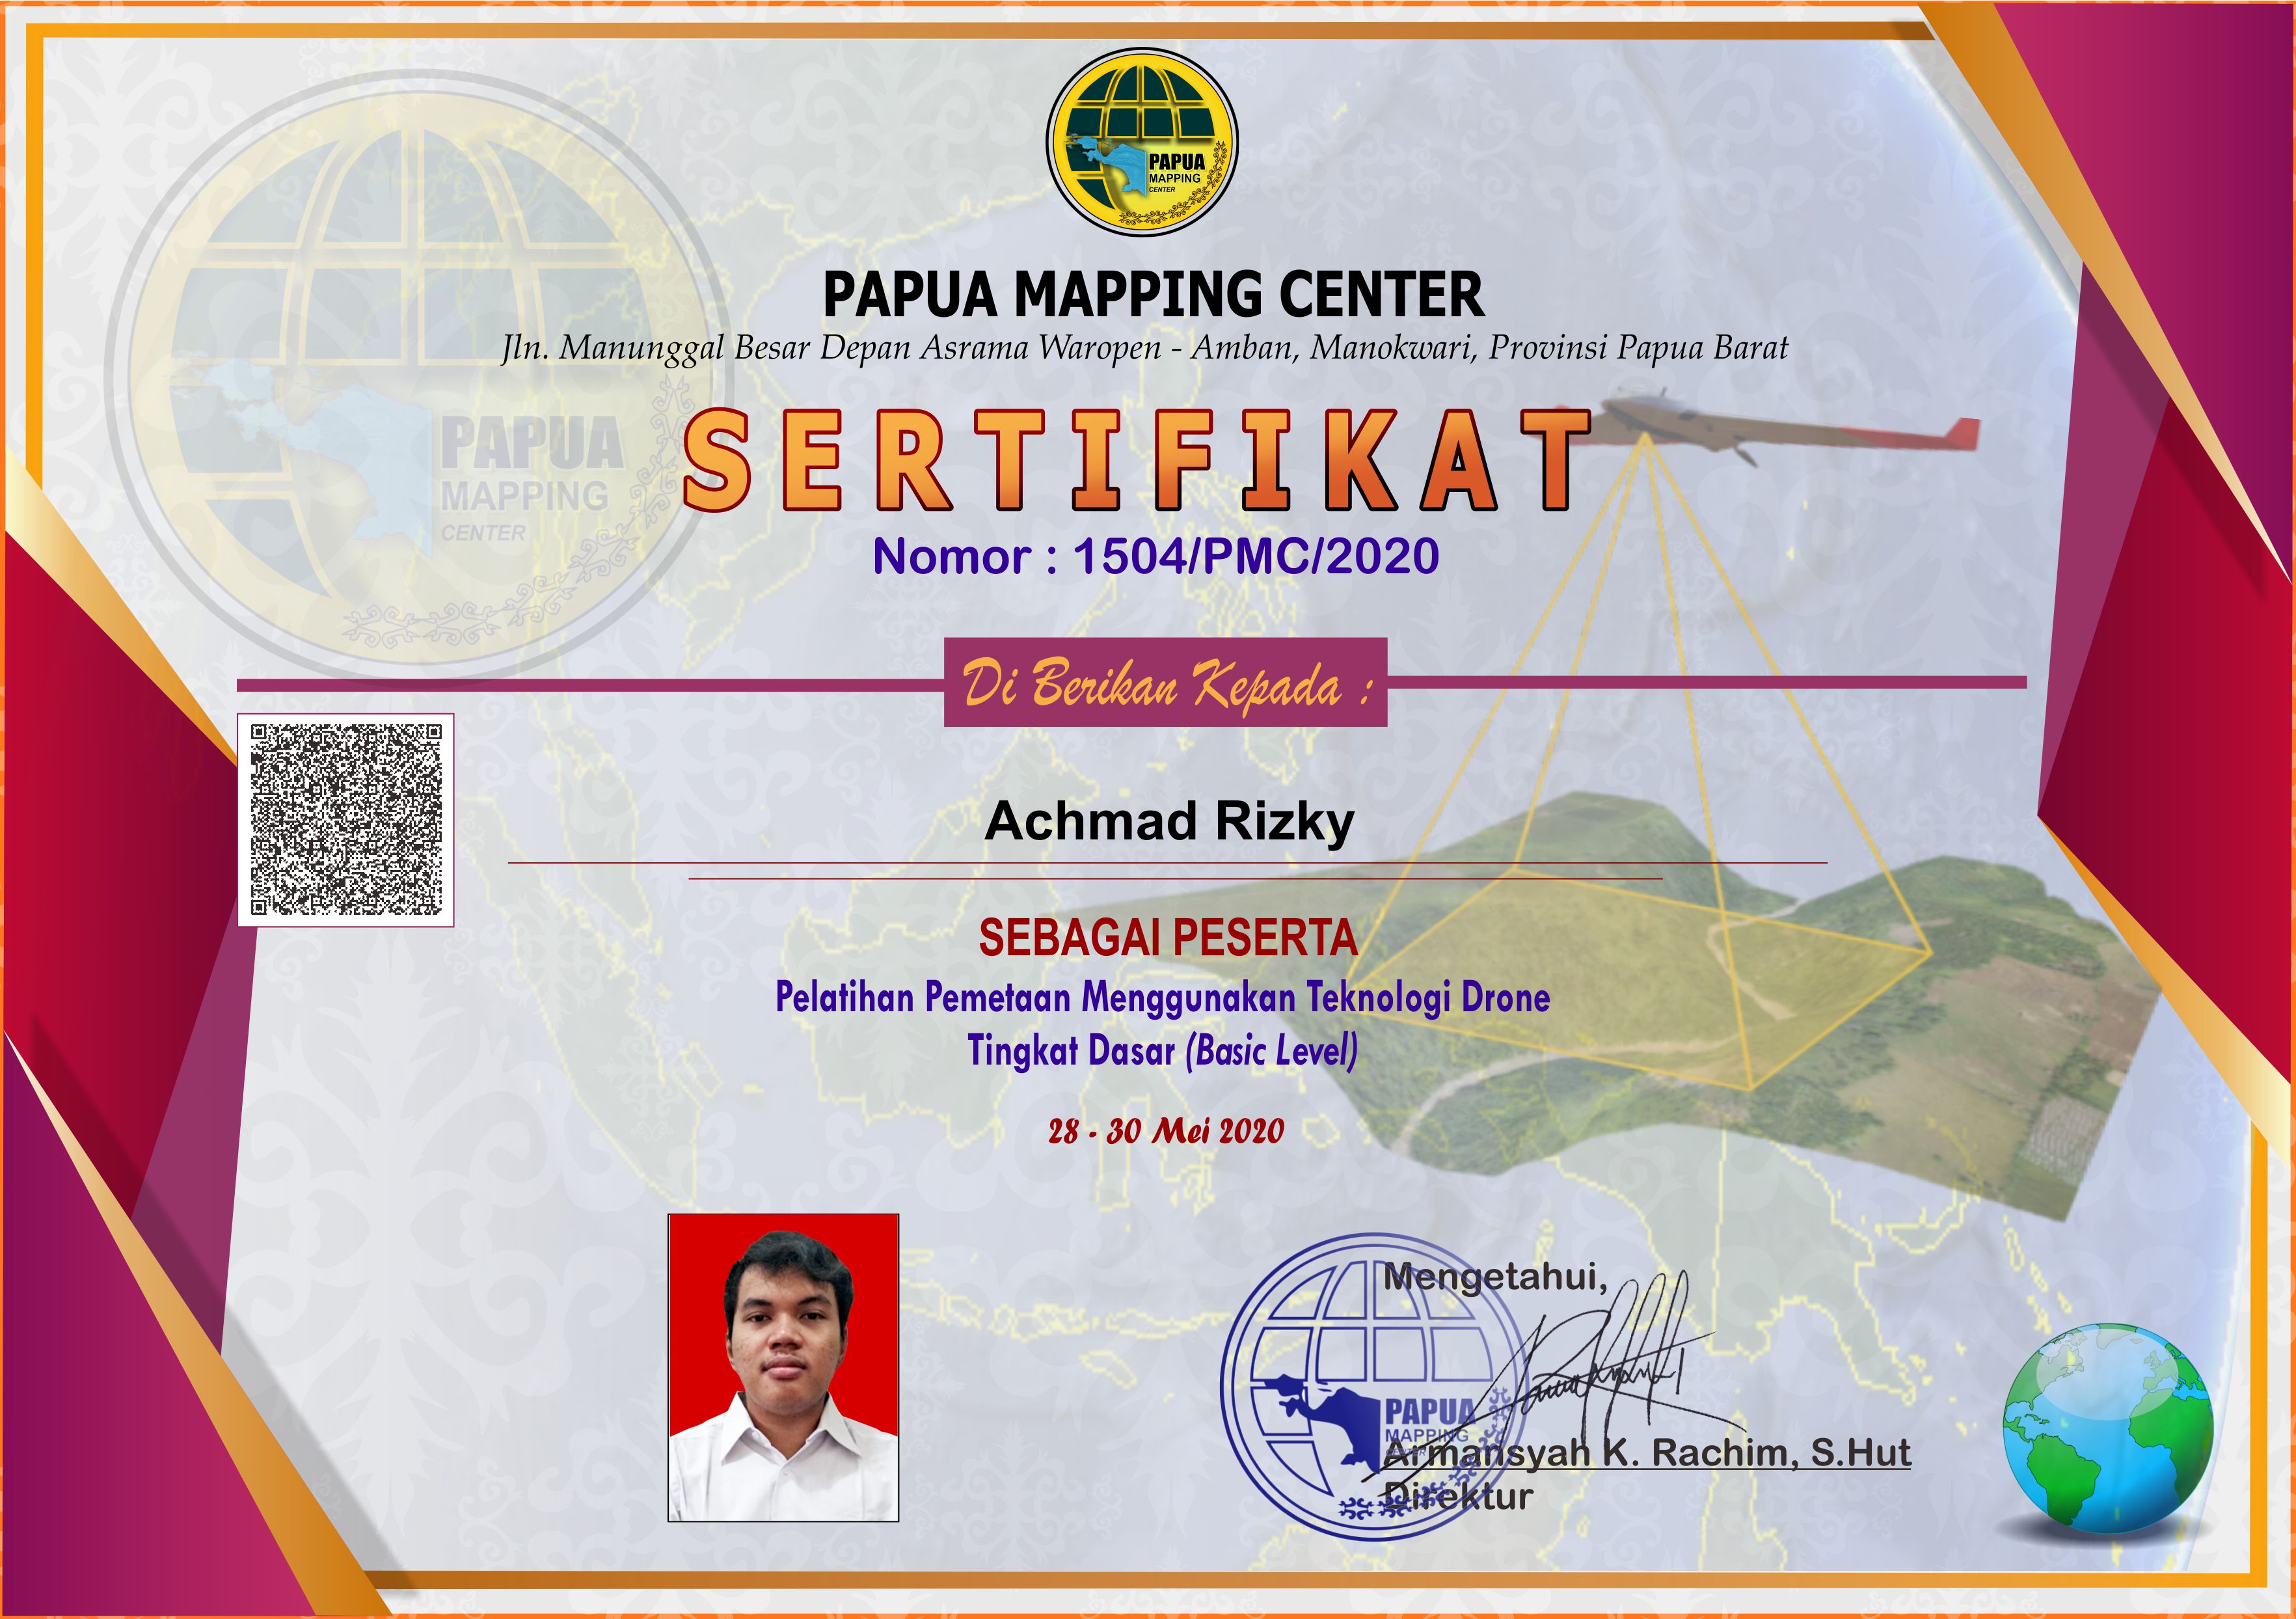 PAPUA
MAPPING
CENTER
PAPUA MAPPING CENTER
Jln. Manunggal Besar Depan Asrama Waropen - Amban, Manokwari, Provinsi Papua Barat
PAPUA
MAPPING
CENTER
SERTIFIKAT
Nomor : 1504/PMC/2020
Di Berikan Kepada :
Achmad Rizky
SEBAGAI PESERTA
Pelatihan Pemetaan Menggunakan Teknologi Drone
Tingkat Dasar (Basic Level)
28 - 30 Mei 2020
Mengetahui,
PAPUA
MAPPING
CENTER
Armansyah K. Rachim, S.Hut
Direktur